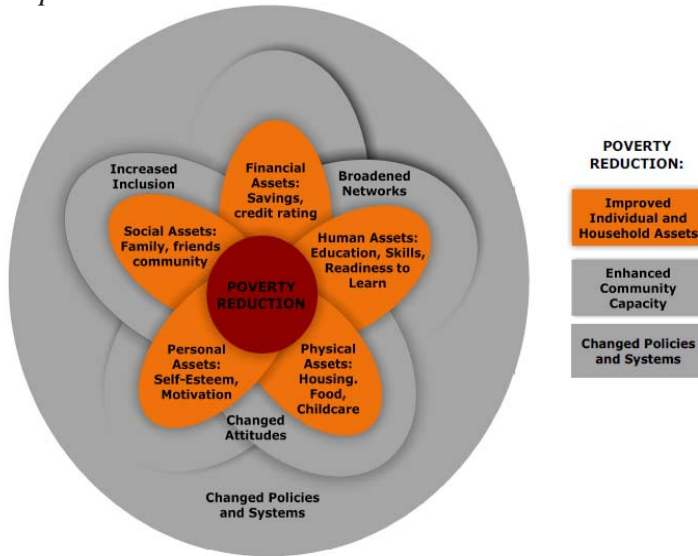 Increased
Inclusion
Financial
Assets:
Savings,
credit rating
Broadened
Networks
Social Assets:
Family, friends
community
Human Assets:
Education, Skills,
Readiness to
Learn
POVERTY
REDUCTION
Personal
Assets:
Self-Esteem,
Motivation
Physical
Assets:
Housing.
Food,
Childcare
Changed
Attitudes
Changed Policies
and Systems
POVERTY
REDUCTION:
Improved
Individual and
Household Assets
Enhanced
Community
Capacity
Changed Policies
and Systems